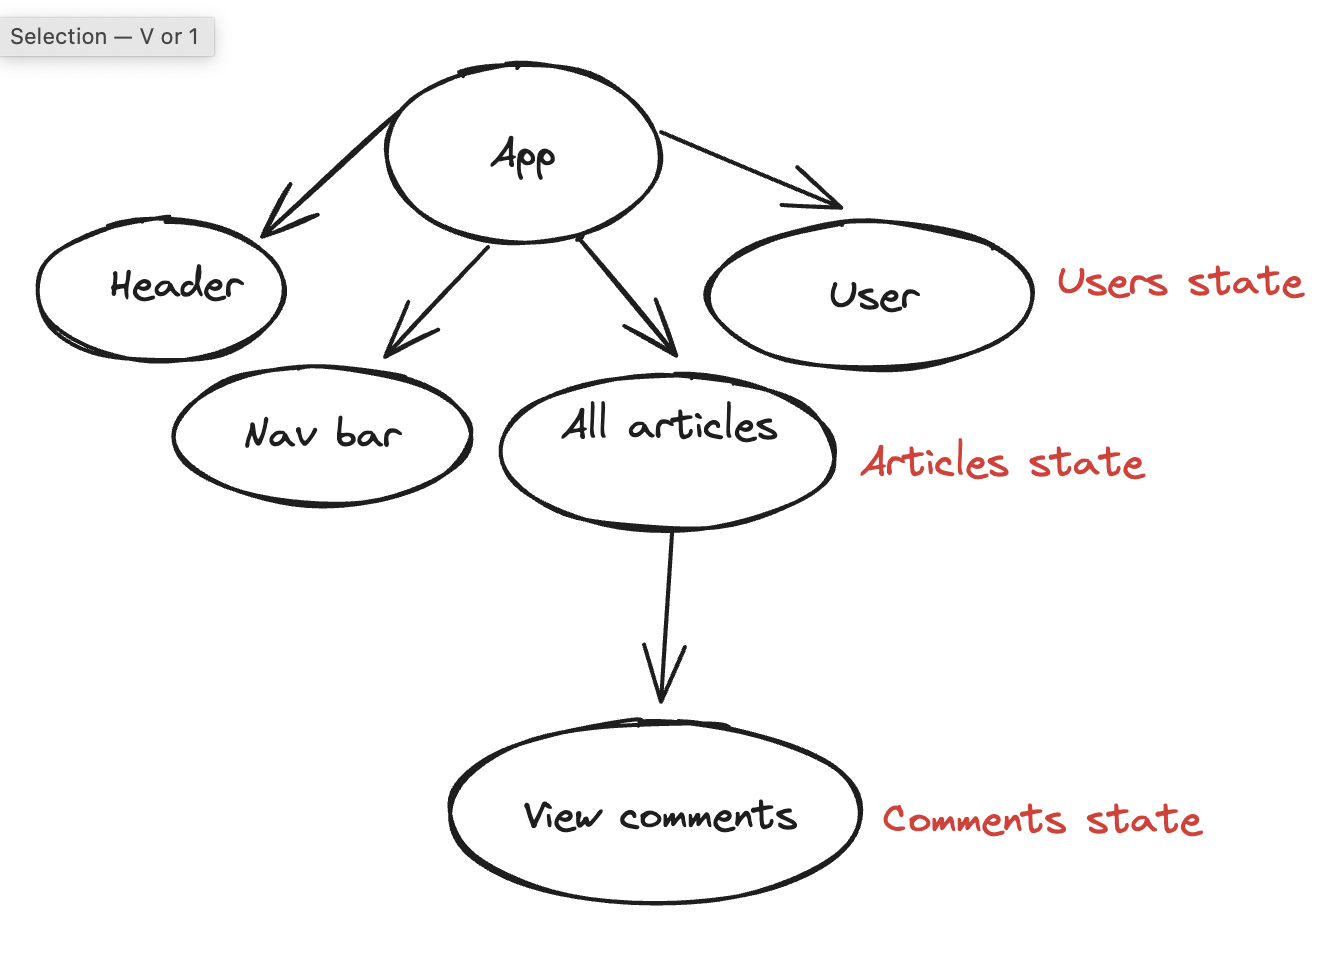 Selection — V or 1
App
Header
User
Users state
Nav bar
All articles
Articles state
View comments
Comments state